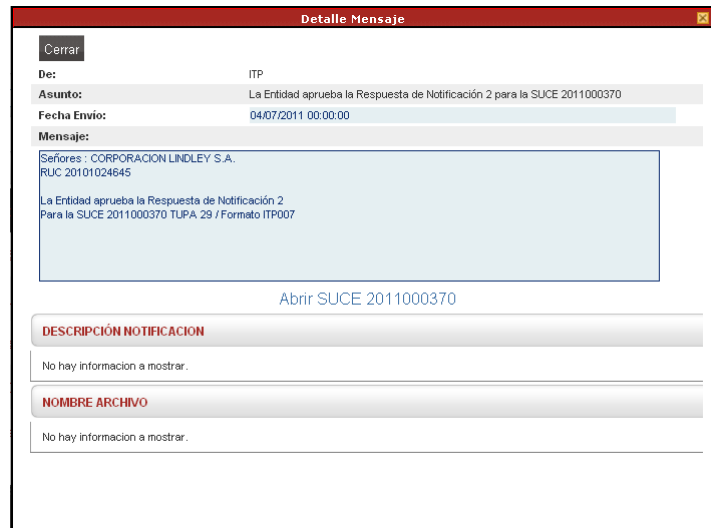 Detalle Mensaje
Cerrar
De: ITP
Asunto: La Entidad aprueba la Respuesta de Notificación 2 para la SUCE 2011000370
Fecha Envío: 04/07/2011 00:00:00
Mensaje:
Señores : CORPORACION LINDLEY S.A.
RUC 20101024645
La Entidad aprueba la Respuesta de Notificación 2
Para la SUCE 2011000370 TUPA 29 / Formato ITP007
Abrir SUCE 2011000370
DESCRIPCIÓN NOTIFICACION
No hay informacion a mostrar.
NOMBRE ARCHIVO
No hay informacion a mostrar.